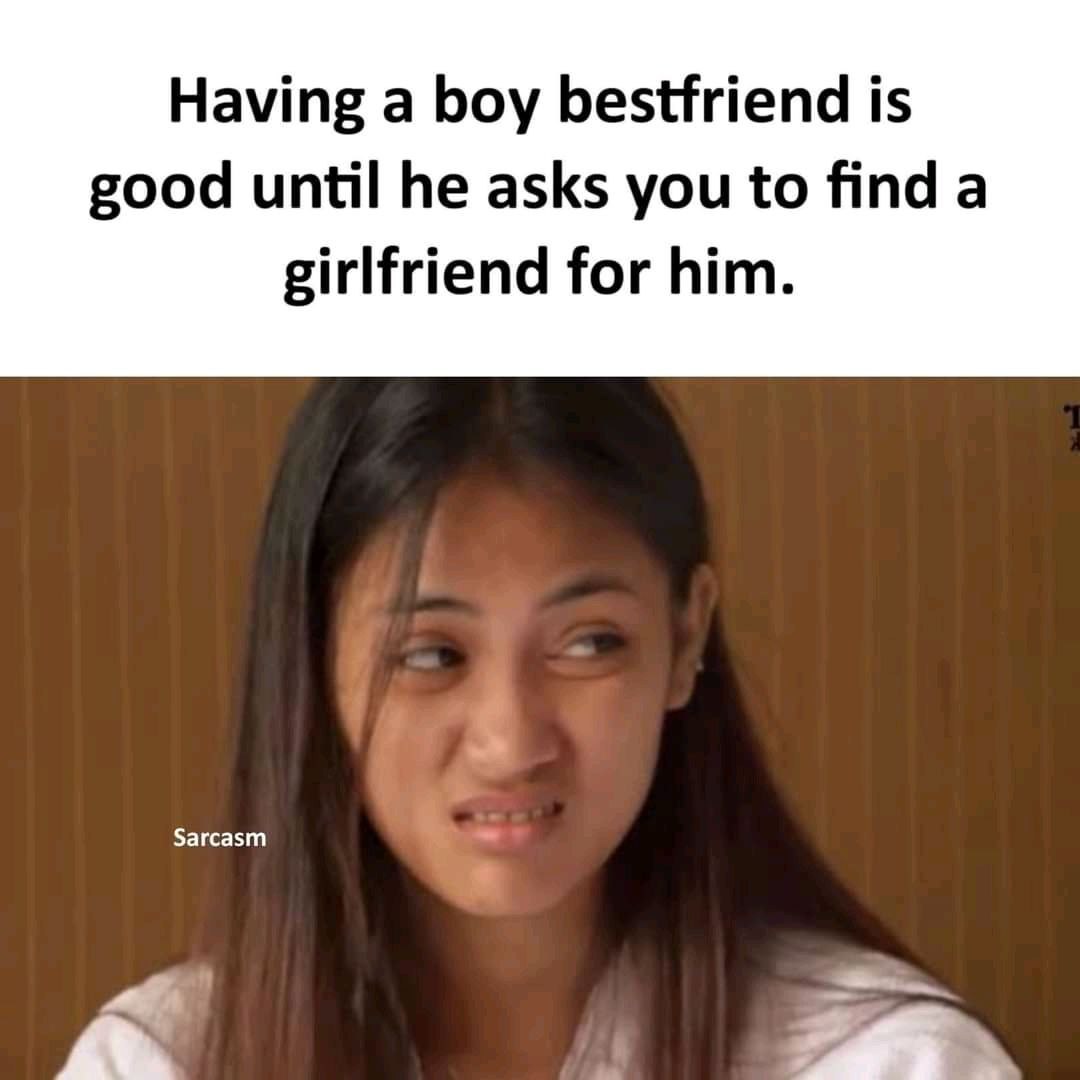 Having a boy bestfriend is
good until he asks you to find a
girlfriend for him.
Sarcasm